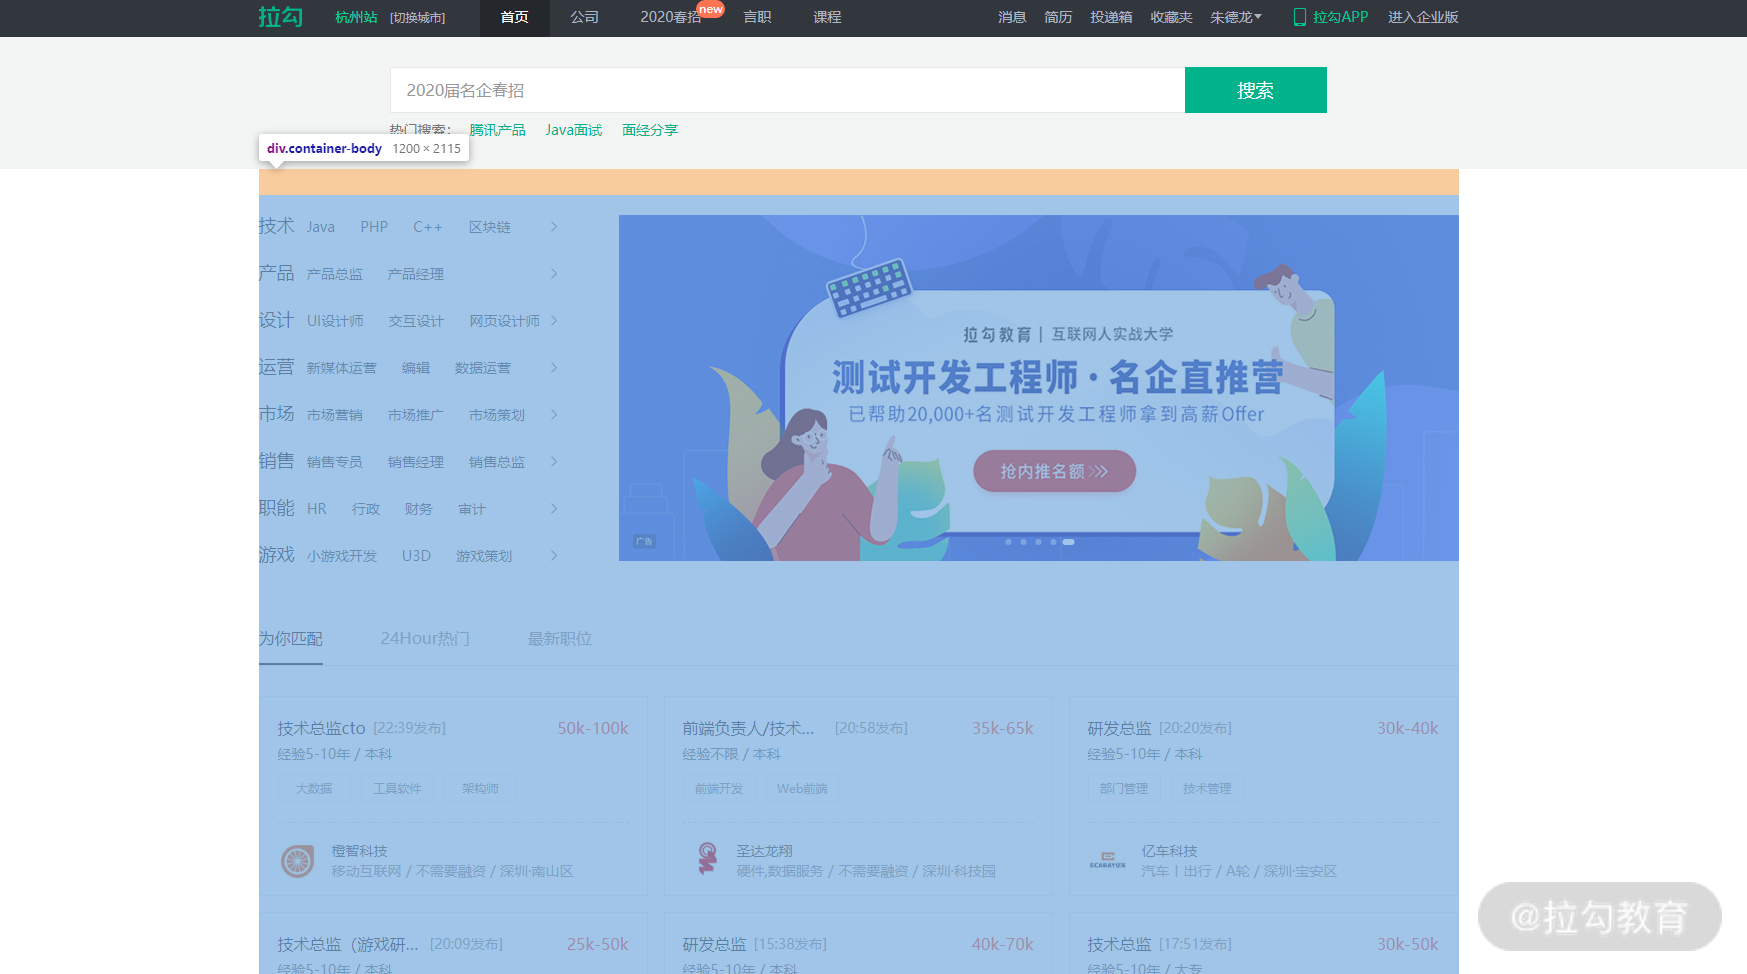 拉勾 杭州站 [切换城市] 首页 公司 2020春招 new 言职 课程 消息 简历 投递箱 收藏夹 朱德龙 拉勾APP 进入企业版
2020届名企春招 搜索
热门搜索： 腾讯产品 Java面试 面经分享
div.container-body 1200 × 2115
技术 Java PHP C++ 区块链
产品 产品总监 产品经理
设计 UI设计师 交互设计 网页设计师
运营 新媒体运营 编辑 数据运营
市场 市场营销 市场推广 市场策划
销售 销售专员 销售经理 销售总监
职能 HR 行政 财务 审计
游戏 小游戏开发 U3D 游戏策划
拉勾教育 | 互联网人实战大学
测试开发工程师·名企直推营
已帮助20,000+名测试开发工程师拿到高薪Offer
抢内推名额
广告
为你匹配 24Hour热门 最新职位
技术总监cto [22:39发布] 50k-100k
经验5-10年 / 本科
大数据 工具软件 架构师
橙智科技
移动互联网 / 不需要融资 / 深圳·南山区
前端负责人/技术... [20:58发布] 35k-65k
经验不限 / 本科
前端开发 Web前端
圣达龙翔
硬件,数据服务 / 不需要融资 / 深圳·科技园
研发总监 [20:20发布] 30k-40k
经验5-10年 / 本科
部门管理 技术管理
ECARAY亿车
亿车科技
汽车丨出行 / A轮 / 深圳·宝安区
技术总监（游戏研... [20:09发布] 25k-50k
经验5-10年 / 本科
研发总监 [15:38发布] 40k-70k
经验5-10年 / 本科
技术总监 [17:51发布] 30k-50k
经验5-10年 / 大专
@拉勾教育